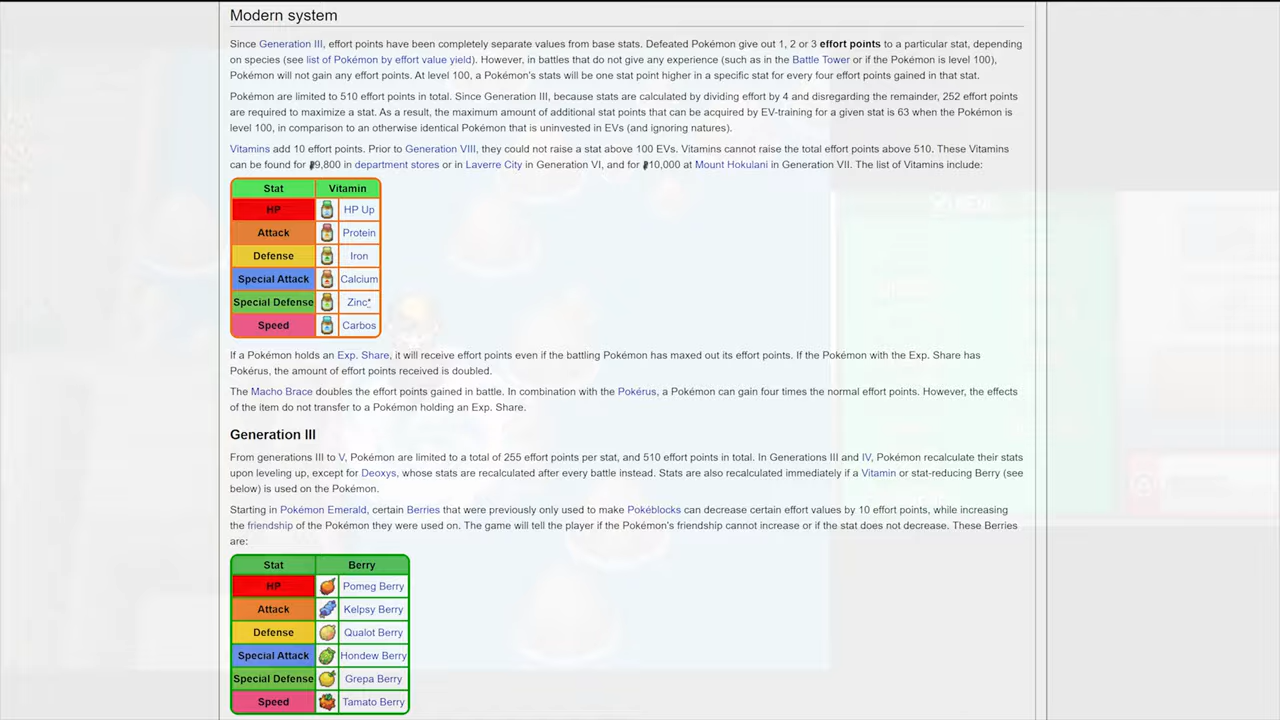 Modern system
Since Generation III, effort points have been completely separate values from base stats. Defeated Pokémon give out 1, 2 or 3 effort points to a particular stat, depending
on species (see list of Pokémon by effort value yield). However, in battles that do not give any experience (such as in the Battle Tower or if the Pokémon is level 100),
Pokémon will not gain any effort points. At level 100, a Pokémon's stats will be one stat point higher in a specific stat for every four effort points gained in that stat.
Pokémon are limited to 510 effort points in total. Since Generation III, because stats are calculated by dividing effort by 4 and disregarding the remainder, 252 effort points
are required to maximize a stat. As a result, the maximum amount of additional stat points that can be acquired by EV-training for a given stat is 63 when the Pokémon is
level 100, in comparison to an otherwise identical Pokémon that is uninvested in EVs (and ignoring natures).
Vitamins add 10 effort points. Prior to Generation VIII, they could not raise a stat above 100 EVs. Vitamins cannot raise the total effort points above 510. These Vitamins
can be found for 9,800 in department stores or in Laverre City in Generation VI, and for 10,000 at Mount Hokulani in Generation VII. The list of Vitamins include:
Stat Vitamin
HP HP Up
Attack Protein
Defense Iron
Special Attack Calcium
Special Defense Zinc*
Speed Carbos
If a Pokémon holds an Exp. Share, it will receive effort points even if the battling Pokémon has maxed out its effort points. If the Pokémon with the Exp. Share has
Pokérus, the amount of effort points received is doubled.
The Macho Brace doubles the effort points gained in battle. In combination with the Pokérus, a Pokémon can gain four times the normal effort points. However, the effects
of the item do not transfer to a Pokémon holding an Exp. Share.
Generation III
From generations III to V, Pokémon are limited to a total of 255 effort points per stat, and 510 effort points in total. In Generations III and IV, Pokémon recalculate their stats
upon leveling up, except for Deoxys, whose stats are recalculated after every battle instead. Stats are also recalculated immediately if a Vitamin or stat-reducing Berry (see
below) is used on the Pokémon.
Starting in Pokémon Emerald, certain Berries that were previously only used to make Pokéblocks can decrease certain effort values by 10 effort points, while increasing
the friendship of the Pokémon they were used on. The game will tell the player if the Pokémon's friendship cannot increase or if the stat does not decrease. These Berries
are:
Stat Berry
HP Pomeg Berry
Attack Kelpsy Berry
Defense Qualot Berry
Special Attack Hondew Berry
Special Defense Grepa Berry
Speed Tamato Berry